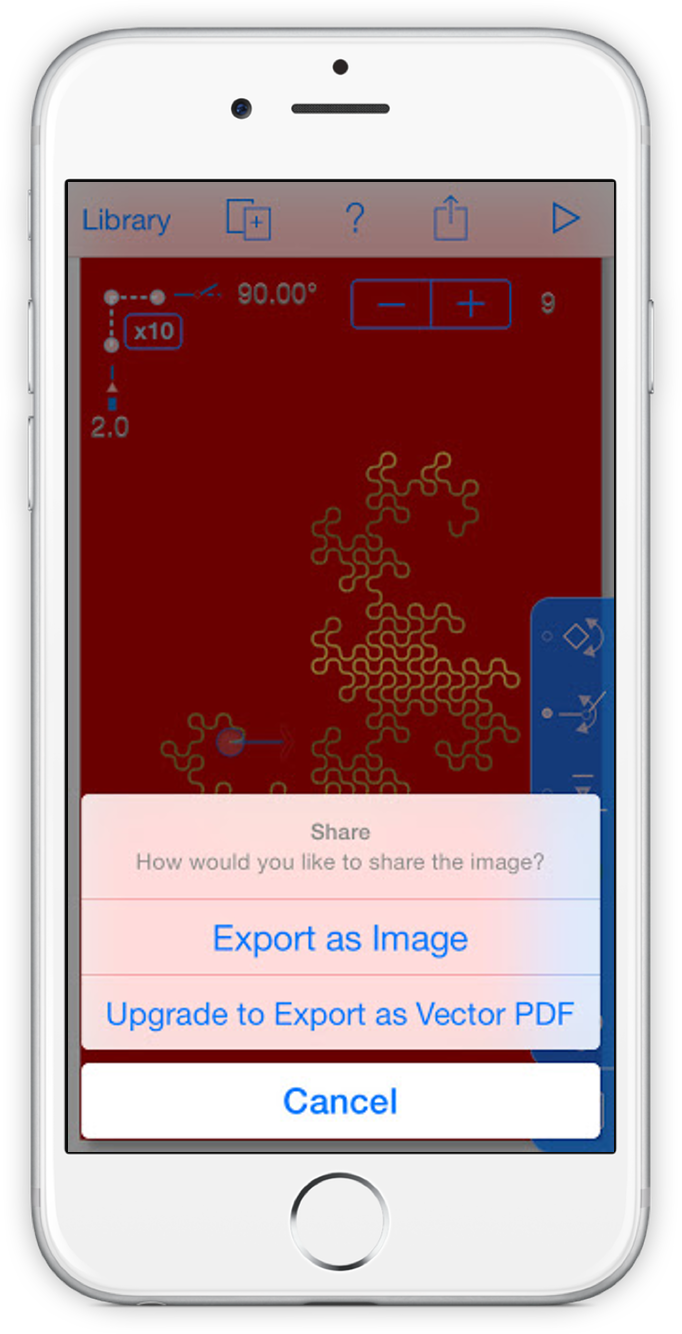 Library
?
90.00°
− + 9
x10
2.0
Share
How would you like to share the image?
Export as Image
Upgrade to Export as Vector PDF
Cancel